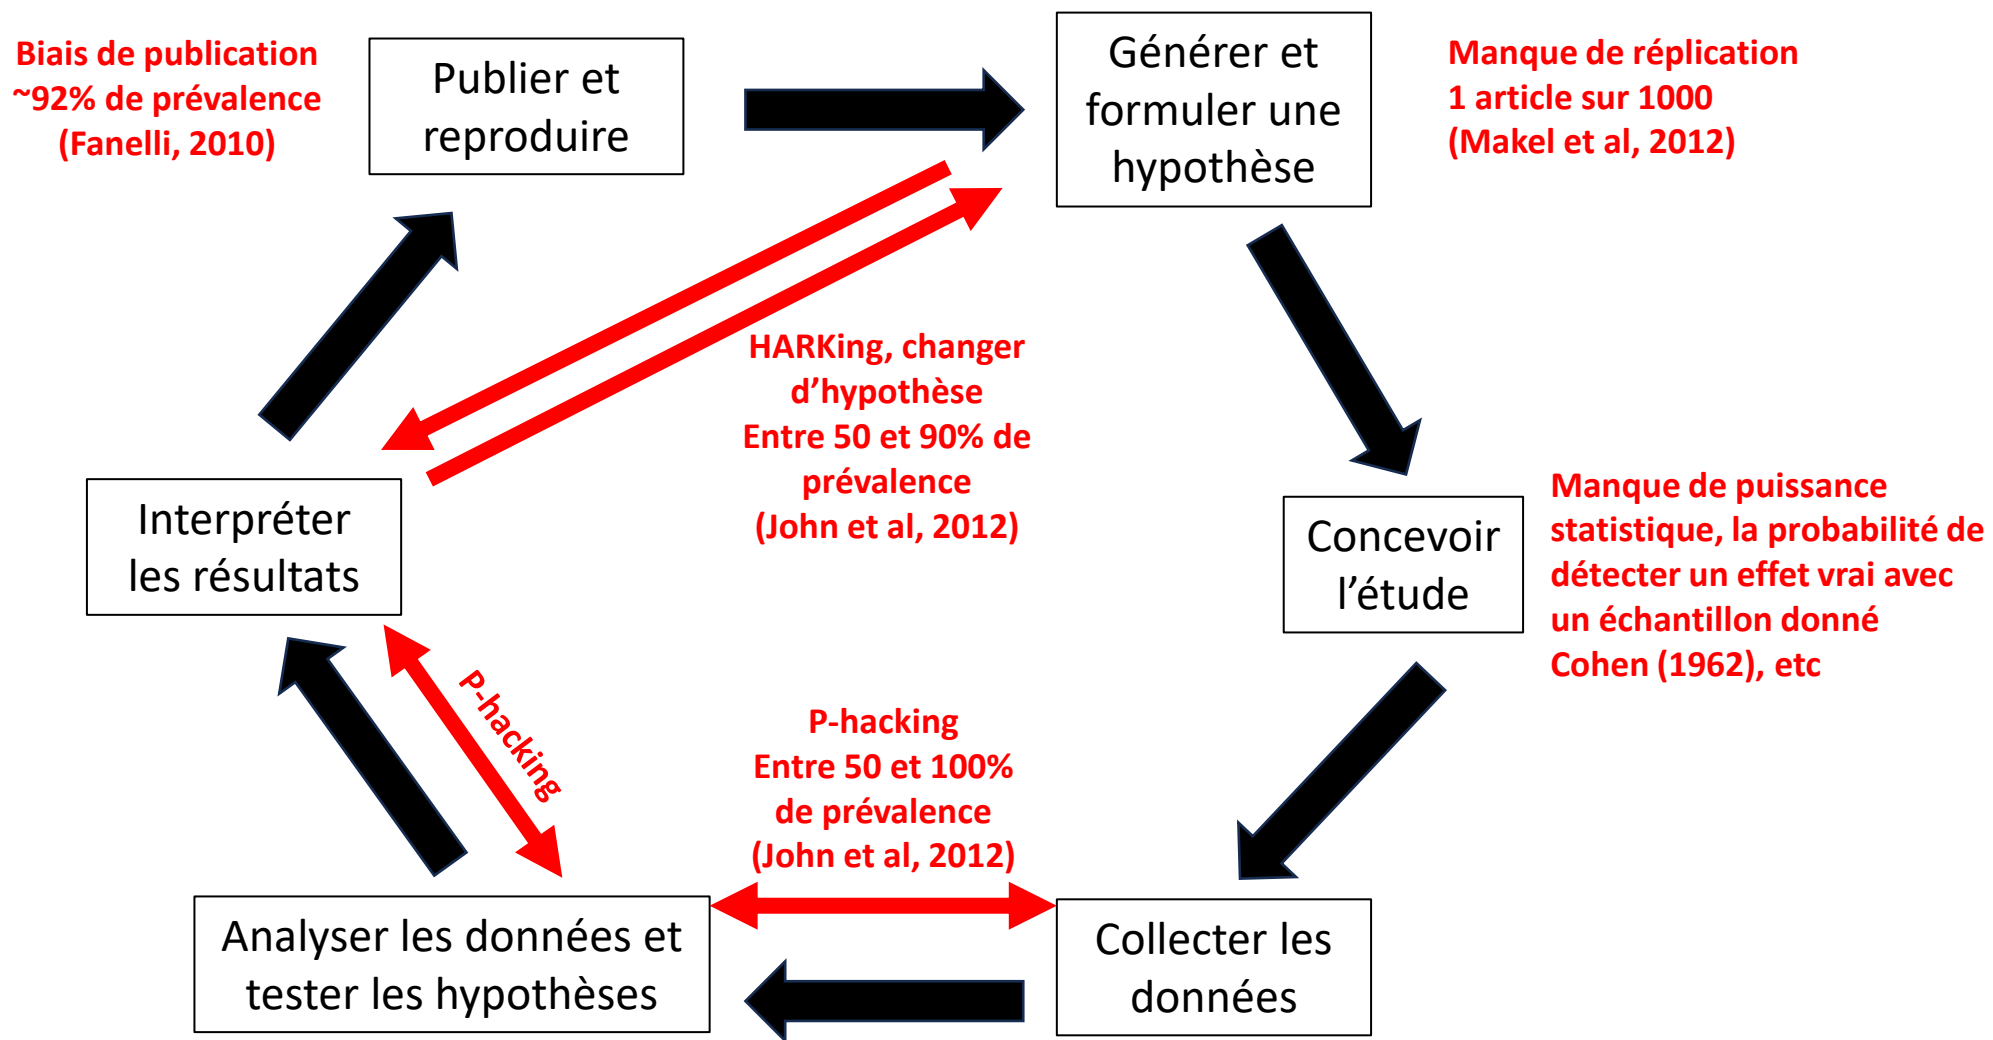 Biais de publication
~92% de prévalence
(Fanelli, 2010)
Publier et
reproduire
Générer et
formuler une
hypothèse
Manque de réplication
1 article sur 1000
(Makel et al, 2012)
HARKing, changer
d’hypothèse
Entre 50 et 90% de
prévalence
(John et al, 2012)
Interpréter
les résultats
Concevoir
l’étude
Manque de puissance
statistique, la probabilité de
détecter un effet vrai avec
un échantillon donné
Cohen (1962), etc
P-hacking
P-hacking
Entre 50 et 100%
de prévalence
(John et al, 2012)
Analyser les données et
tester les hypothèses
Collecter les
données